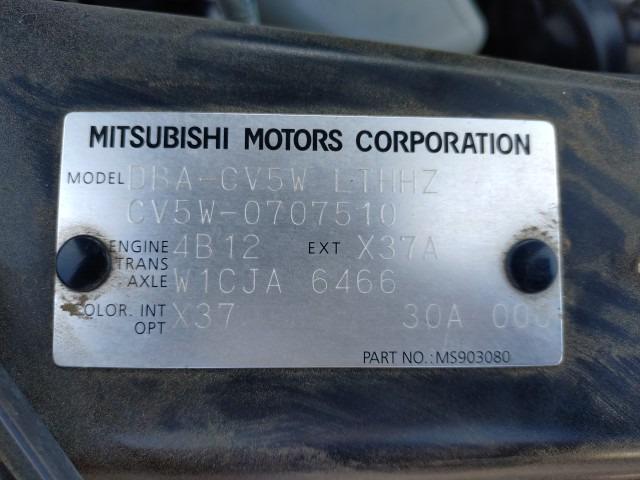 MITSUBISHI MOTORS CORPORATION
MODEL DBA-CV5W LTHHZ
CV5W-0707510
ENGINE 4B12 EXT X37A
TRANS AXLE W1CJA 6466
COLOR. INT OPT X37 30A
PART NO.:MS903080